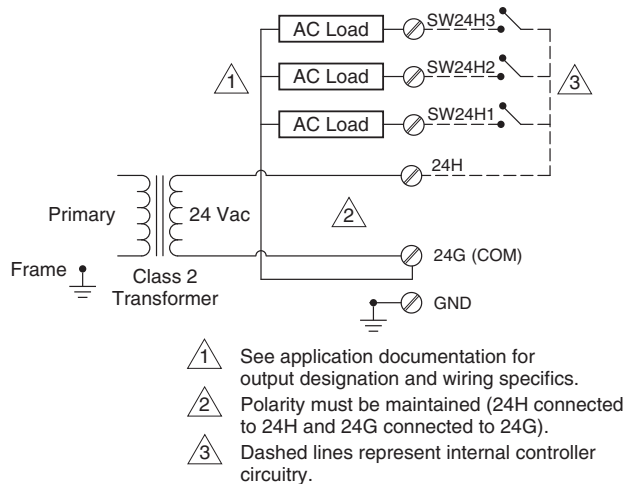 AC Load SW24H3
1 AC Load SW24H2 3
AC Load SW24H1
24H
Primary 24 Vac 2
24G (COM)
Frame Class 2
Transformer
GND
1 See application documentation for
output designation and wiring specifics.
2 Polarity must be maintained (24H connected
to 24H and 24G connected to 24G).
3 Dashed lines represent internal controller
circuitry.